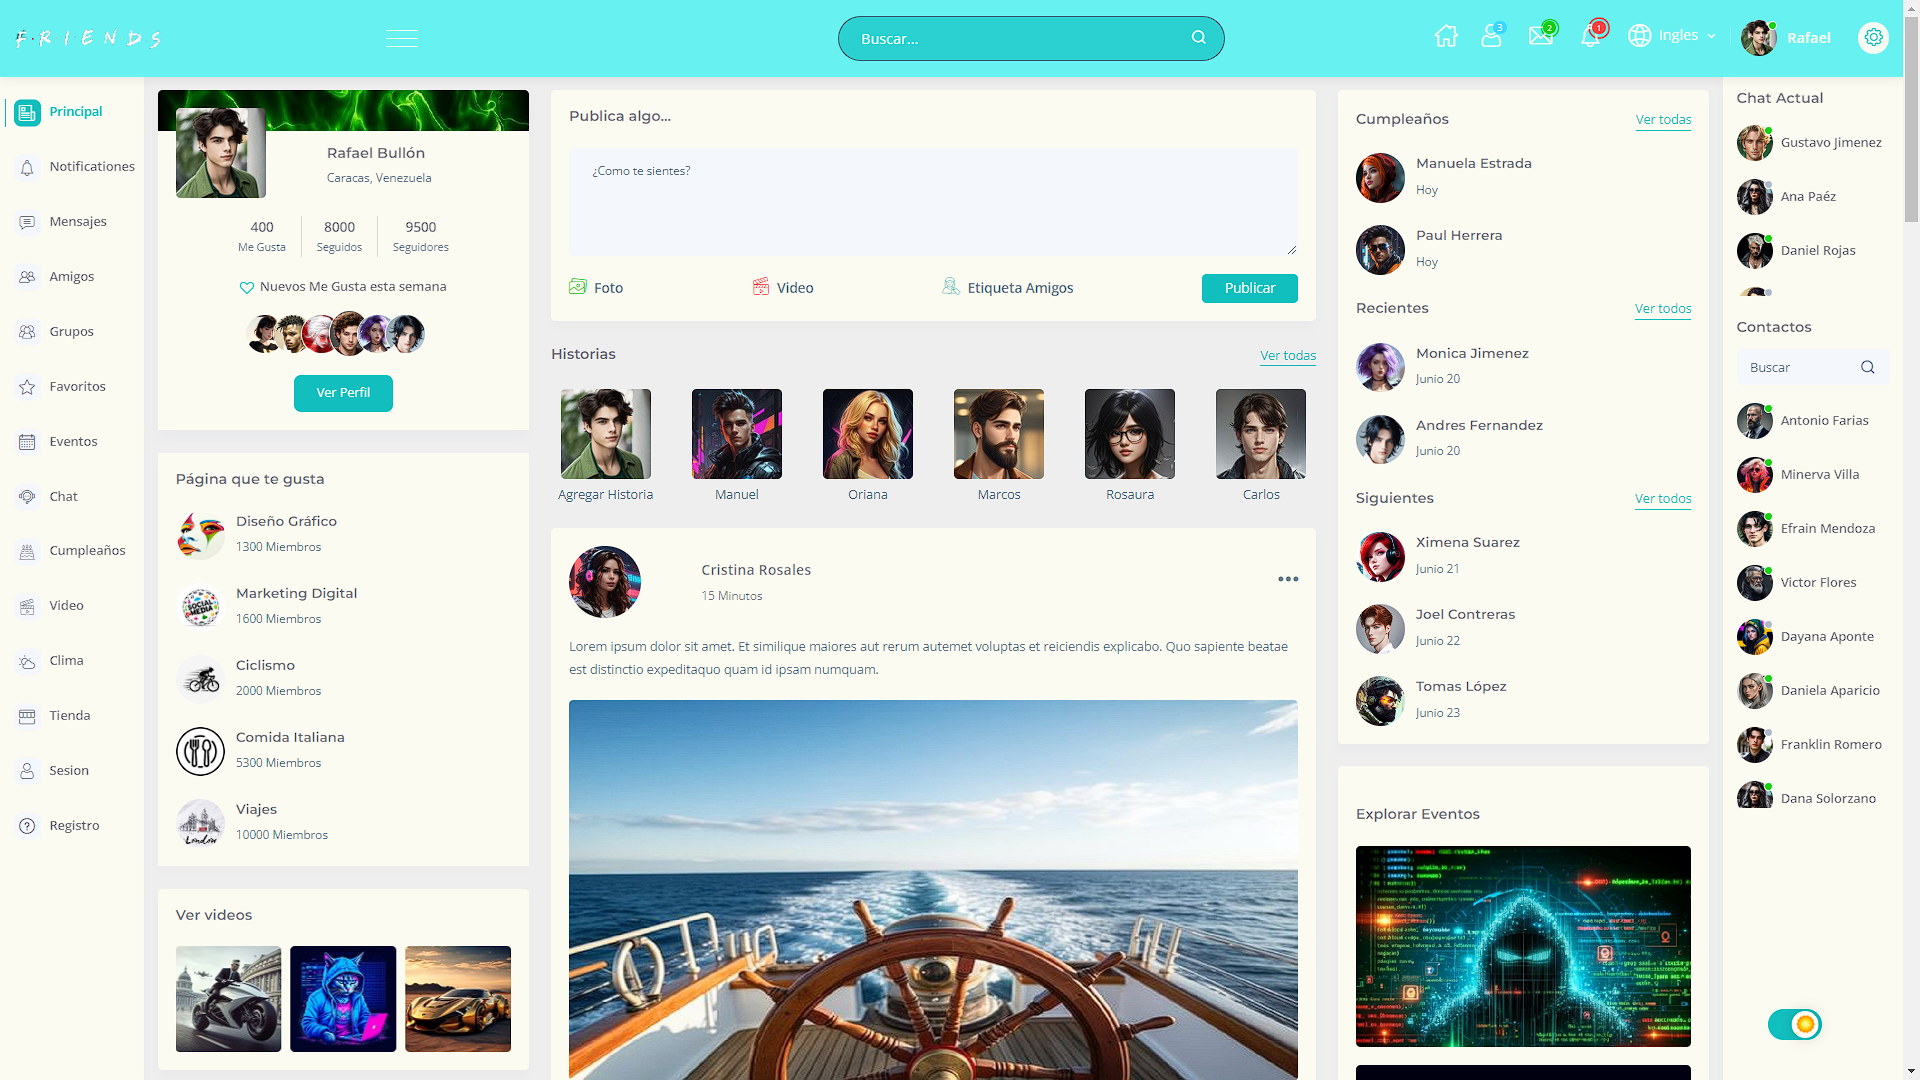 FRIENDS
Buscar...
3
2
1
Ingles
Rafael
Principal
Notificationes
Mensajes
Amigos
Grupos
Favoritos
Eventos
Chat
Cumpleaños
Video
Clima
Tienda
Sesion
Registro
Rafael Bullón
Caracas, Venezuela
400
Me Gusta
8000
Seguidos
9500
Seguidores
Nuevos Me Gusta esta semana
Ver Perfil
Página que te gusta
Diseño Gráfico
1300 Miembros
Marketing Digital
1600 Miembros
SOCIAL MEDIA
Ciclismo
2000 Miembros
Comida Italiana
5300 Miembros
Viajes
10000 Miembros
London
Ver videos
Publica algo...
¿Como te sientes?
Foto
Video
Etiqueta Amigos
Publicar
Historias
Ver todas
Agregar Historia
Manuel
Oriana
Marcos
Rosaura
Carlos
Cristina Rosales
15 Minutos
Lorem ipsum dolor sit amet. Et similique maiores aut rerum autemet voluptas et reiciendis explicabo. Quo sapiente beatae
est distinctio expeditaquo quam id ipsam numquam.
Cumpleaños
Ver todas
Manuela Estrada
Hoy
Paul Herrera
Hoy
Recientes
Ver todos
Monica Jimenez
Junio 20
Andres Fernandez
Junio 20
Siguientes
Ver todos
Ximena Suarez
Junio 21
Joel Contreras
Junio 22
Tomas López
Junio 23
Explorar Eventos
Chat Actual
Gustavo Jimenez
Ana Paéz
Daniel Rojas
Contactos
Buscar
Antonio Farias
Minerva Villa
Efrain Mendoza
Victor Flores
Dayana Aponte
Daniela Aparicio
Franklin Romero
Dana Solorzano